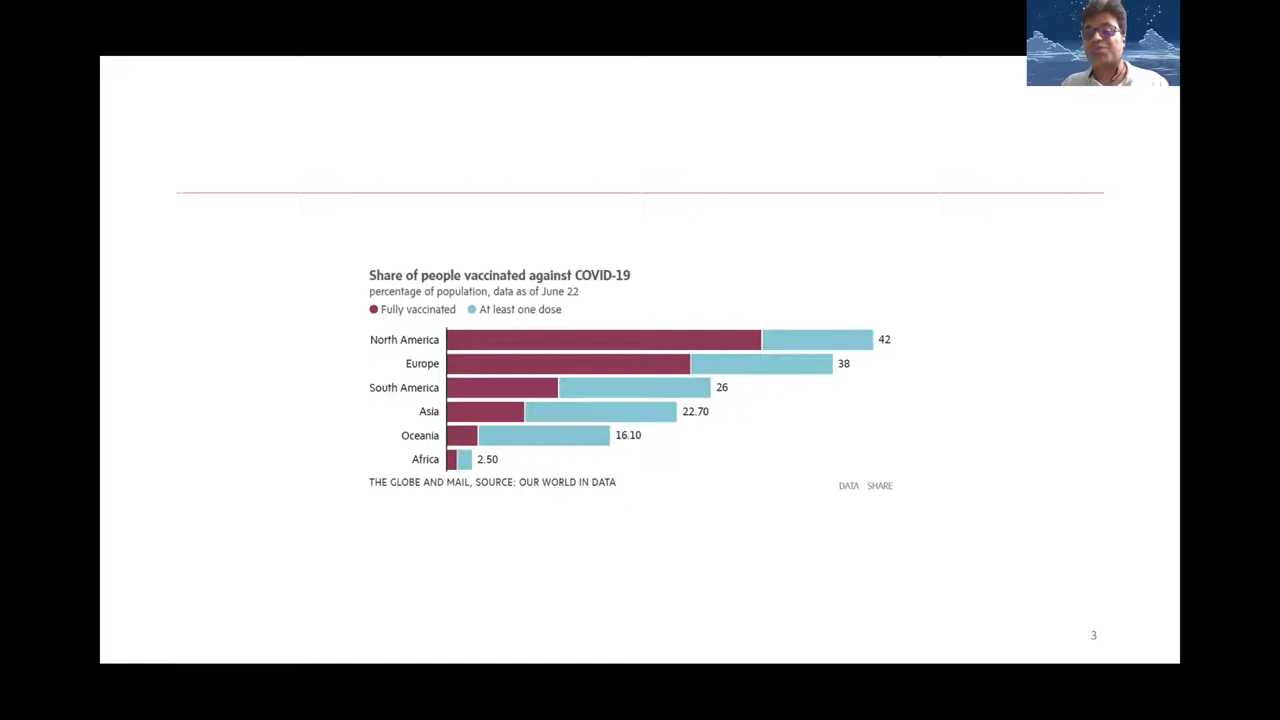 Share of people vaccinated against COVID-19
percentage of population, data as of June 22
Fully vaccinated At least one dose
North America 42
Europe 38
South America 26
Asia 22.70
Oceania 16.10
Africa 2.50
THE GLOBE AND MAIL, SOURCE: OUR WORLD IN DATA
DATA SHARE
3